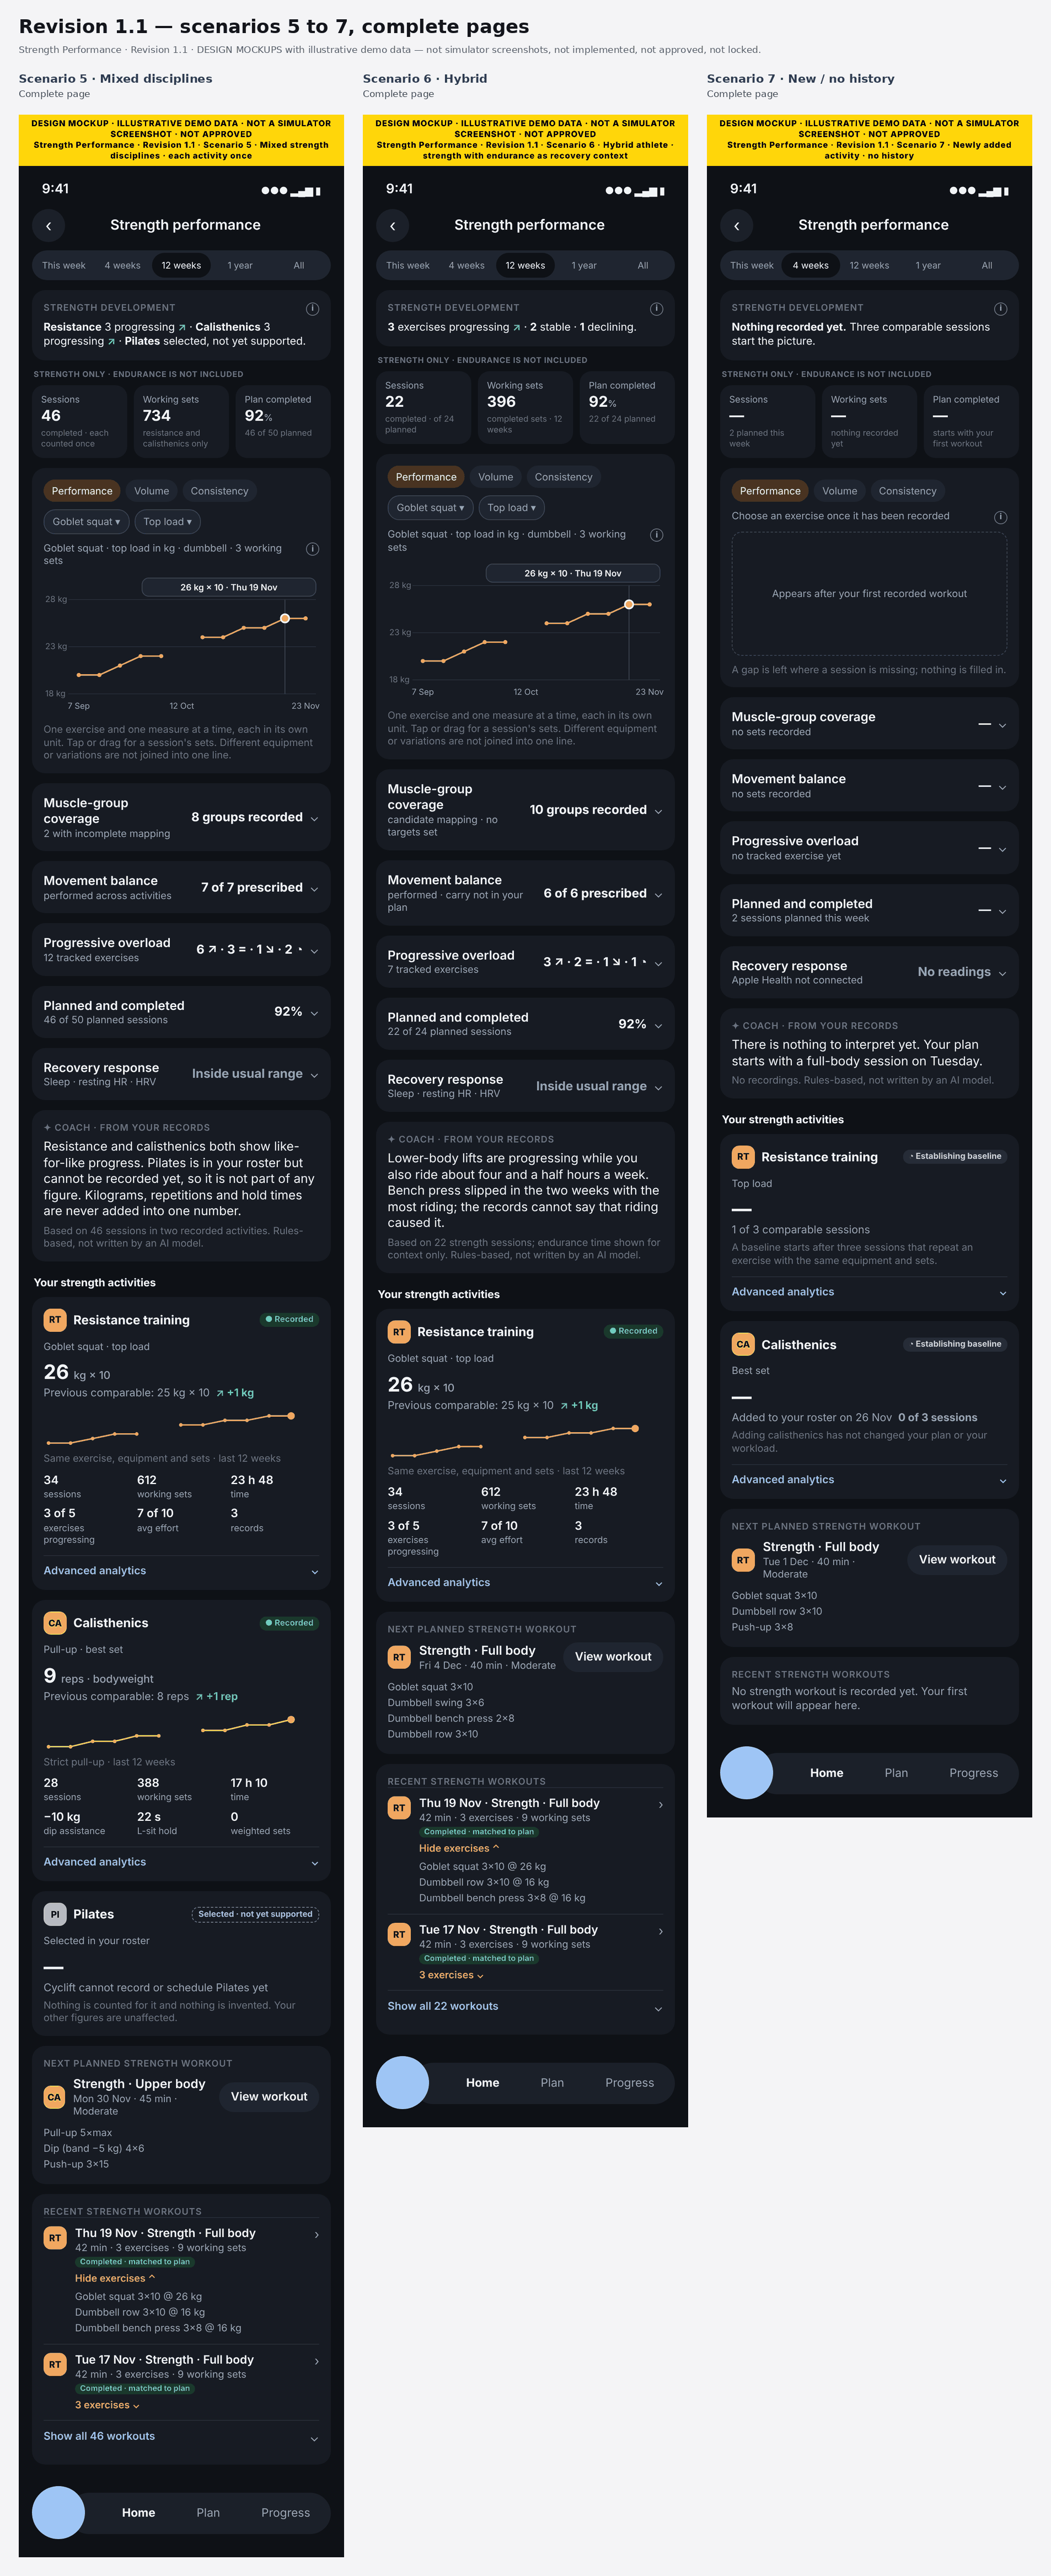 Revision 1.1 — scenarios 5 to 7, complete pages
Strength Performance · Revision 1.1 · DESIGN MOCKUPS with illustrative demo data — not simulator screenshots, not implemented, not approved, not locked.
Scenario 5 · Mixed disciplines
Complete page
DESIGN MOCKUP · ILLUSTRATIVE DEMO DATA · NOT A SIMULATOR
SCREENSHOT · NOT APPROVED
Strength Performance · Revision 1.1 · Scenario 5 · Mixed strength
disciplines · each activity once
9:41
‹
Strength performance
This week 4 weeks 12 weeks 1 year All
STRENGTH DEVELOPMENT
i
Resistance 3 progressing ↗ · Calisthenics 3
progressing ↗ · Pilates selected, not yet supported.
STRENGTH ONLY · ENDURANCE IS NOT INCLUDED
Sessions
46
completed · each
counted once
Working sets
734
resistance and
calisthenics only
Plan completed
92%
46 of 50 planned
Performance Volume Consistency
Goblet squat ▾ Top load ▾
Goblet squat · top load in kg · dumbbell · 3 working
sets
i
26 kg × 10 · Thu 19 Nov
28 kg
23 kg
18 kg
7 Sep 12 Oct 23 Nov
One exercise and one measure at a time, each in its own
unit. Tap or drag for a session's sets. Different equipment
or variations are not joined into one line.
Muscle-group
coverage
2 with incomplete mapping
8 groups recorded
Movement balance
performed across activities
7 of 7 prescribed
Progressive overload
12 tracked exercises
6 ↗ · 3 = · 1 ↘ · 2 ◔
Planned and completed
46 of 50 planned sessions
92%
Recovery response
Sleep · resting HR · HRV
Inside usual range
✦ COACH · FROM YOUR RECORDS
Resistance and calisthenics both show like-
for-like progress. Pilates is in your roster but
cannot be recorded yet, so it is not part of any
figure. Kilograms, repetitions and hold times
are never added into one number.
Based on 46 sessions in two recorded activities. Rules-
based, not written by an AI model.
Your strength activities
RT
Resistance training
● Recorded
Goblet squat · top load
26 kg × 10
Previous comparable: 25 kg × 10 ↗ +1 kg
Same exercise, equipment and sets · last 12 weeks
34
sessions
612
working sets
23 h 48
time
3 of 5
exercises
progressing
7 of 10
avg effort
3
records
Advanced analytics
CA
Calisthenics
● Recorded
Pull-up · best set
9 reps · bodyweight
Previous comparable: 8 reps ↗ +1 rep
Strict pull-up · last 12 weeks
28
sessions
388
working sets
17 h 10
time
−10 kg
dip assistance
22 s
L-sit hold
0
weighted sets
Advanced analytics
PI
Pilates
Selected · not yet supported
Selected in your roster
—
Cyclift cannot record or schedule Pilates yet
Nothing is counted for it and nothing is invented. Your
other figures are unaffected.
NEXT PLANNED STRENGTH WORKOUT
CA
Strength · Upper body
Mon 30 Nov · 45 min ·
Moderate
View workout
Pull-up 5×max
Dip (band −5 kg) 4×6
Push-up 3×15
RECENT STRENGTH WORKOUTS
RT
Thu 19 Nov · Strength · Full body
42 min · 3 exercises · 9 working sets
Completed · matched to plan
Hide exercises ⌃
Goblet squat 3×10 @ 26 kg
Dumbbell row 3×10 @ 16 kg
Dumbbell bench press 3×8 @ 16 kg
RT
Tue 17 Nov · Strength · Full body
42 min · 3 exercises · 9 working sets
Completed · matched to plan
3 exercises ⌄
Show all 46 workouts
Home Plan Progress
Scenario 6 · Hybrid
Complete page
DESIGN MOCKUP · ILLUSTRATIVE DEMO DATA · NOT A SIMULATOR
SCREENSHOT · NOT APPROVED
Strength Performance · Revision 1.1 · Scenario 6 · Hybrid athlete ·
strength with endurance as recovery context
9:41
‹
Strength performance
This week 4 weeks 12 weeks 1 year All
STRENGTH DEVELOPMENT
i
3 exercises progressing ↗ · 2 stable · 1 declining.
STRENGTH ONLY · ENDURANCE IS NOT INCLUDED
Sessions
22
completed · of 24
planned
Working sets
396
completed sets · 12
weeks
Plan completed
92%
22 of 24 planned
Performance Volume Consistency
Goblet squat ▾ Top load ▾
Goblet squat · top load in kg · dumbbell · 3 working
sets
i
26 kg × 10 · Thu 19 Nov
28 kg
23 kg
18 kg
7 Sep 12 Oct 23 Nov
One exercise and one measure at a time, each in its own
unit. Tap or drag for a session's sets. Different equipment
or variations are not joined into one line.
Muscle-group
coverage
candidate mapping · no
targets set
10 groups recorded
Movement balance
performed · carry not in your
plan
6 of 6 prescribed
Progressive overload
7 tracked exercises
3 ↗ · 2 = · 1 ↘ · 1 ◔
Planned and completed
22 of 24 planned sessions
92%
Recovery response
Sleep · resting HR · HRV
Inside usual range
✦ COACH · FROM YOUR RECORDS
Lower-body lifts are progressing while you
also ride about four and a half hours a week.
Bench press slipped in the two weeks with the
most riding; the records cannot say that riding
caused it.
Based on 22 strength sessions; endurance time shown for
context only. Rules-based, not written by an AI model.
Your strength activities
RT
Resistance training
● Recorded
Goblet squat · top load
26 kg × 10
Previous comparable: 25 kg × 10 ↗ +1 kg
Same exercise, equipment and sets · last 12 weeks
34
sessions
612
working sets
23 h 48
time
3 of 5
exercises
progressing
7 of 10
avg effort
3
records
Advanced analytics
NEXT PLANNED STRENGTH WORKOUT
RT
Strength · Full body
Fri 4 Dec · 40 min · Moderate
View workout
Goblet squat 3×10
Dumbbell swing 3×6
Dumbbell bench press 2×8
Dumbbell row 3×10
RECENT STRENGTH WORKOUTS
RT
Thu 19 Nov · Strength · Full body
42 min · 3 exercises · 9 working sets
Completed · matched to plan
Hide exercises ⌃
Goblet squat 3×10 @ 26 kg
Dumbbell row 3×10 @ 16 kg
Dumbbell bench press 3×8 @ 16 kg
RT
Tue 17 Nov · Strength · Full body
42 min · 3 exercises · 9 working sets
Completed · matched to plan
3 exercises ⌄
Show all 22 workouts
Home Plan Progress
Scenario 7 · New / no history
Complete page
DESIGN MOCKUP · ILLUSTRATIVE DEMO DATA · NOT A SIMULATOR
SCREENSHOT · NOT APPROVED
Strength Performance · Revision 1.1 · Scenario 7 · Newly added
activity · no history
9:41
‹
Strength performance
This week 4 weeks 12 weeks 1 year All
STRENGTH DEVELOPMENT
i
Nothing recorded yet. Three comparable sessions
start the picture.
STRENGTH ONLY · ENDURANCE IS NOT INCLUDED
Sessions
—
2 planned this
week
Working sets
—
nothing recorded
yet
Plan completed
—
starts with your
first workout
Performance Volume Consistency
Choose an exercise once it has been recorded
i
Appears after your first recorded workout
A gap is left where a session is missing; nothing is filled in.
Muscle-group coverage
no sets recorded
—
Movement balance
no sets recorded
—
Progressive overload
no tracked exercise yet
—
Planned and completed
2 sessions planned this week
—
Recovery response
Apple Health not connected
No readings
✦ COACH · FROM YOUR RECORDS
There is nothing to interpret yet. Your plan
starts with a full-body session on Tuesday.
No recordings. Rules-based, not written by an AI model.
Your strength activities
RT
Resistance training
◔ Establishing baseline
Top load
—
1 of 3 comparable sessions
A baseline starts after three sessions that repeat an
exercise with the same equipment and sets.
Advanced analytics
CA
Calisthenics
◔ Establishing baseline
Best set
—
Added to your roster on 26 Nov 0 of 3 sessions
Adding calisthenics has not changed your plan or your
workload.
Advanced analytics
NEXT PLANNED STRENGTH WORKOUT
RT
Strength · Full body
Tue 1 Dec · 40 min ·
Moderate
View workout
Goblet squat 3×10
Dumbbell row 3×10
Push-up 3×8
RECENT STRENGTH WORKOUTS
No strength workout is recorded yet. Your first
workout will appear here.
Home Plan Progress